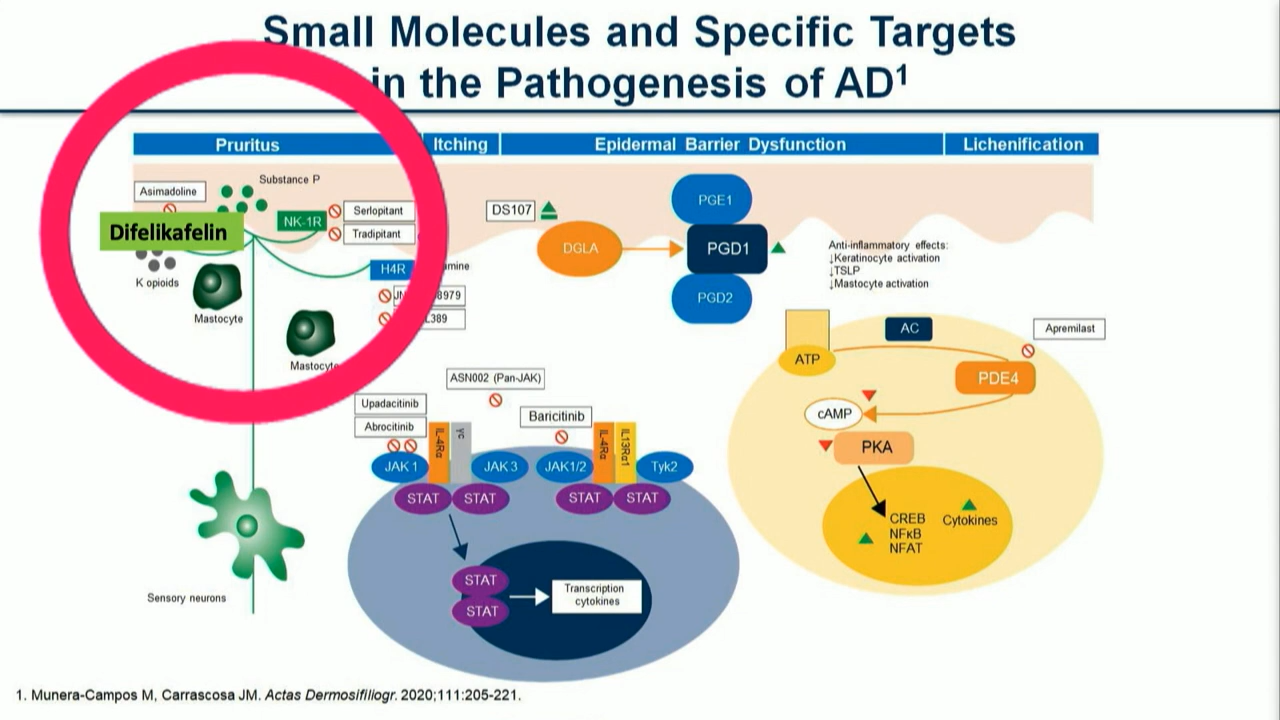 Small Molecules and Specific Targets
in the Pathogenesis of AD1
Pruritus
Itching
Epidermal Barrier Dysfunction
Lichenification
Substance P
Asimadoline
NK-1R
Serlopitant
Tradipitant
Difelikafelin
K opioids
Mastocyte
H4R
amine
8979
389
Mastocyte
Sensory neurons
DS107
DGLA
PGE1
PGD1
PGD2
Anti-inflammatory effects:
↓Keratinocyte activation
↓TSLP
↓Mastocyte activation
ASN002 (Pan-JAK)
Upadacitinib
Abrocitinib
Baricitinib
IL-4Rα
γc
IL-4Rα
IL13Rα1
JAK 1
JAK 3
JAK1/2
Tyk2
STAT
STAT
STAT
STAT
STAT
STAT
Transcription
cytokines
ATP
AC
Apremilast
PDE4
cAMP
PKA
CREB
NFκB
NFAT
Cytokines
1. Munera-Campos M, Carrascosa JM. Actas Dermosifiliogr. 2020;111:205-221.